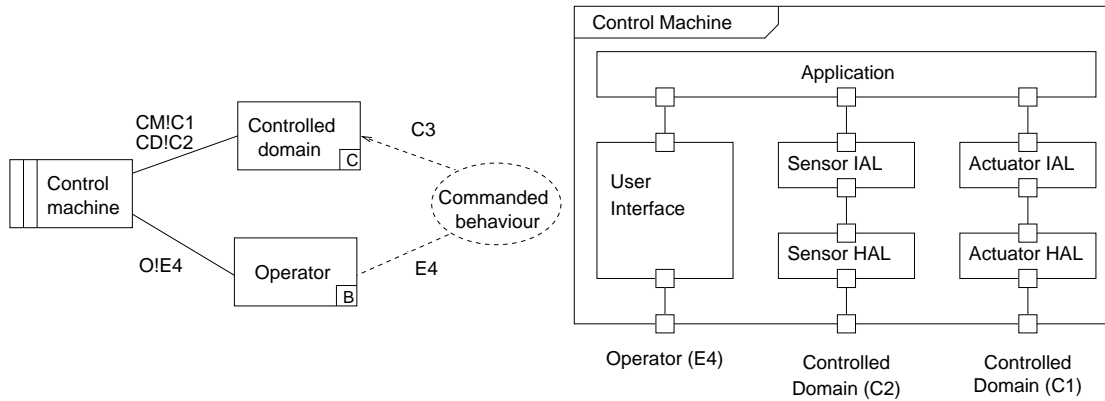 CM!C1
CD!C2
Controlled
domain
C
C3
Control
machine
Commanded
behaviour
O!E4
Operator
B
E4
Control Machine
Application
User
Interface
Sensor IAL
Actuator IAL
Sensor HAL
Actuator HAL
Operator (E4)
Controlled
Domain (C2)
Controlled
Domain (C1)